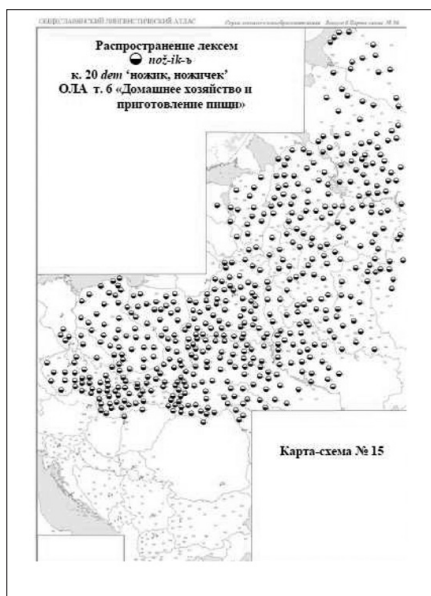 ОБЩЕСЛАВЯНСКИЙ ЛИНГВИСТИЧЕСКИЙ АТЛАС
Распространение лексем
nož-ik-ъ
к. 20 dem ‘ножик, ножичек’
ОЛА т. 6 «Домашнее хозяйство и
приготовление пищи»
Карта-схема № 15